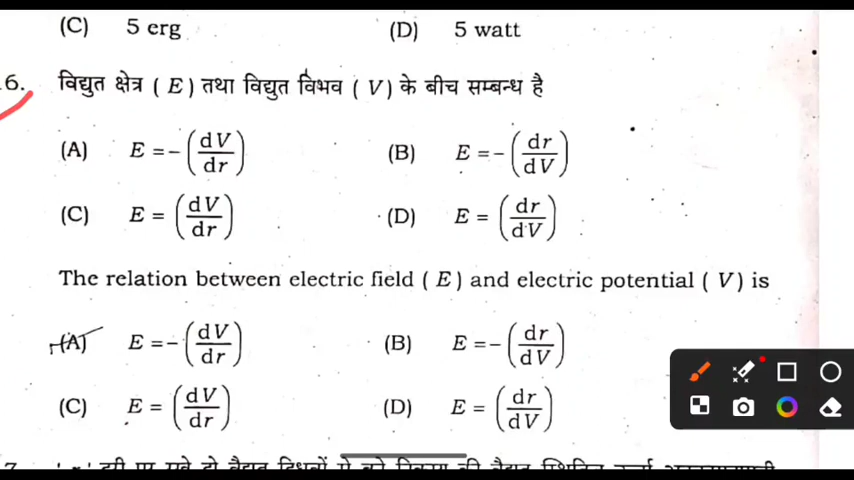 (C) 5 erg (D) 5 watt
6. विद्युत क्षेत्र ( E ) तथा विद्युत विभव ( V ) के बीच सम्बन्ध है
(A) E = -(dV/dr) (B) E = -(dr/dV)
(C) E = (dV/dr) (D) E = (dr/dV)
The relation between electric field ( E ) and electric potential ( V ) is
(A) E = -(dV/dr) (B) E = -(dr/dV)
(C) E = (dV/dr) (D) E = (dr/dV)
7.